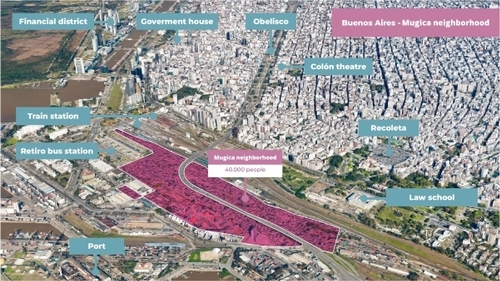 Financial district
Goverment house
Obelisco
Buenos Aires - Mugica neighborhood
Colón theatre
Train station
Recoleta
Retiro bus station
Mugica neighborhood
40.000 people
Law school
Port